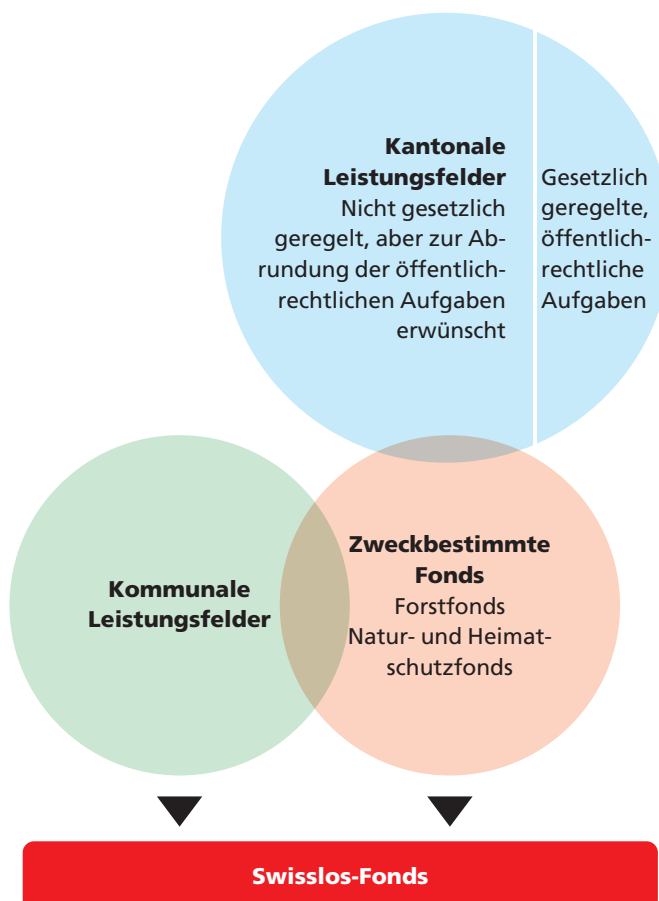 Kantonale
Leistungsfelder
Nicht gesetzlich
geregelt, aber zur Ab-
rundung der öffentlich-
rechtlichen Aufgaben
erwünscht
Gesetzlich
geregelte,
öffentlich-
rechtliche
Aufgaben
Kommunale
Leistungsfelder
Zweckbestimmte
Fonds
Forstfonds
Natur- und Heimat-
schutzfonds
Swisslos-Fonds